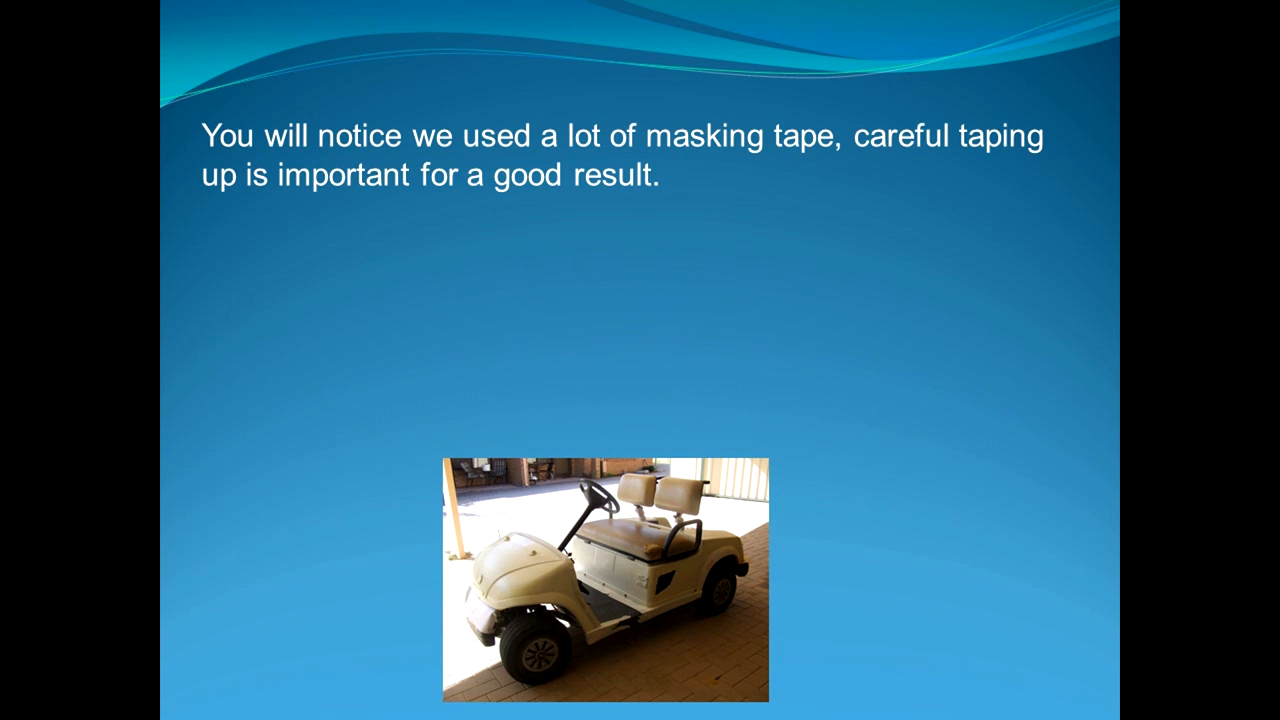 You will notice we used a lot of masking tape, careful taping
up is important for a good result.